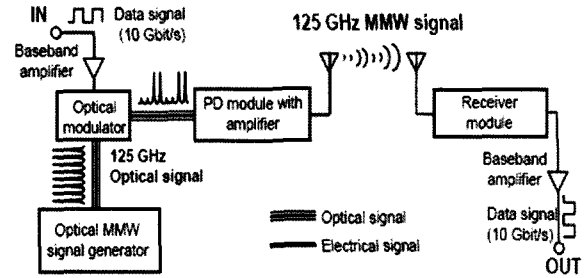 IN
Data signal
(10 Gbit/s)
Baseband
amplifier
125 GHz MMW signal
Optical
modulator
PD module with
amplifier
Receiver
module
125 GHz
Optical signal
Baseband
amplifier
Optical MMW
signal generator
Optical signal
Electrical signal
Data signal
(10 Gbit/s)
OUT